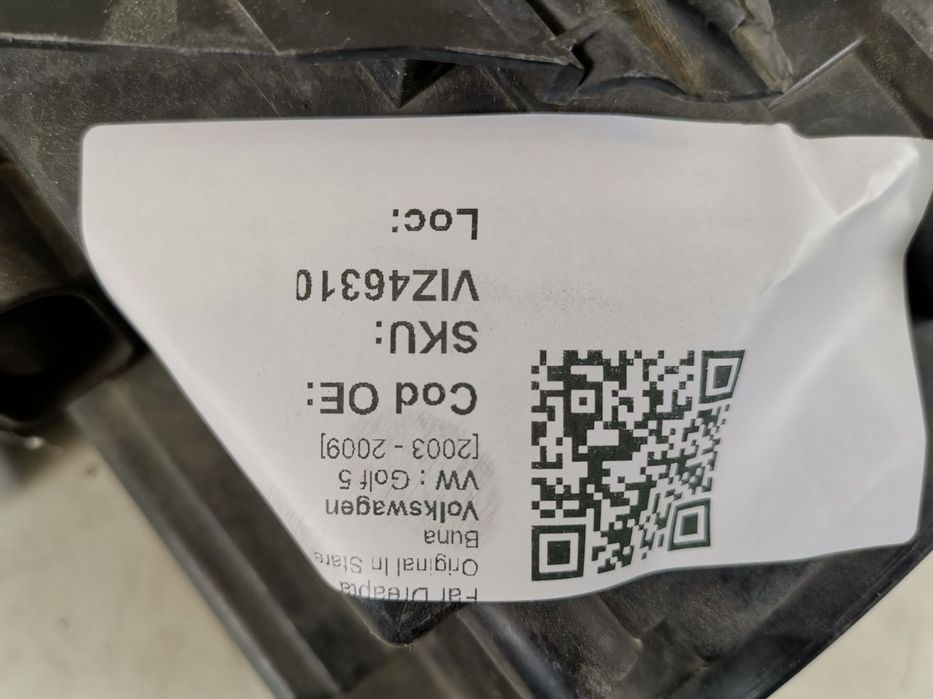 Far Dreapta
Original In Stare
Buna
Volkswagen
VW : Golf 5
[2003 - 2009]
Cod OE:
SKU:
VIZ46310
Loc: